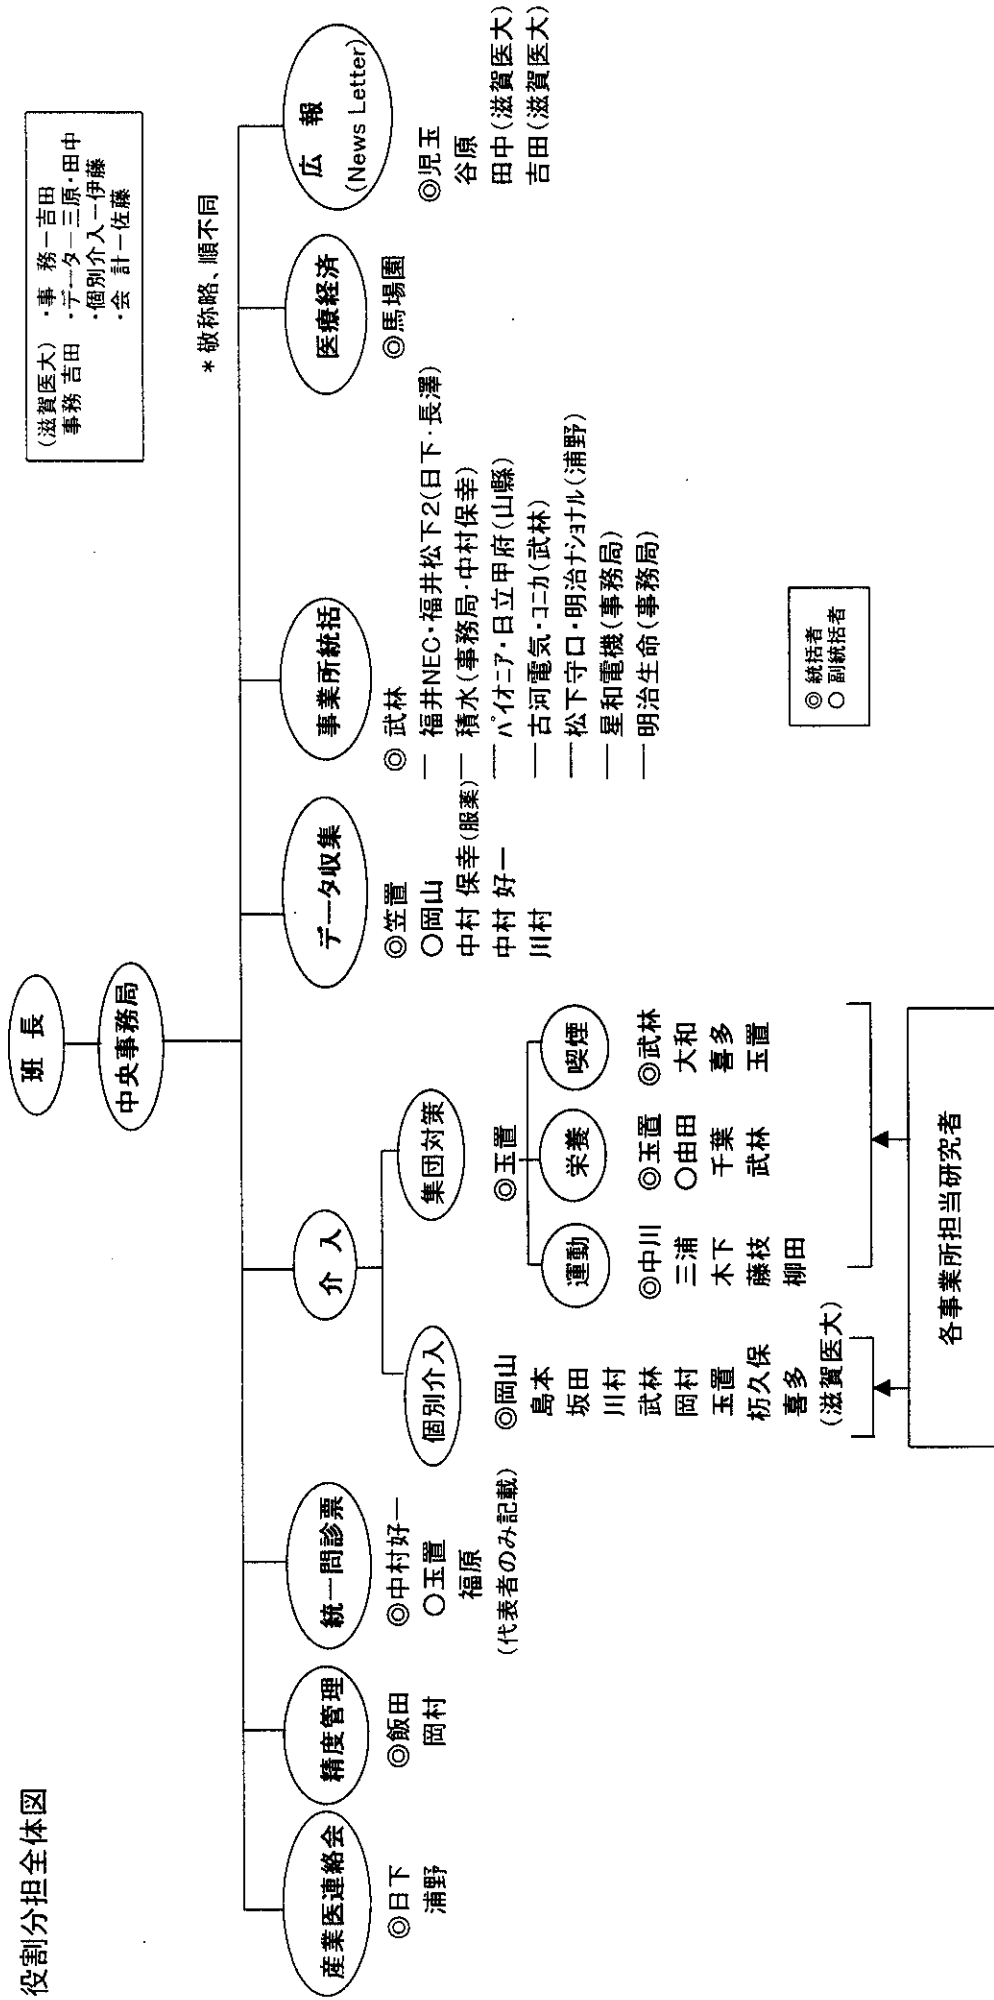 役割分担全体図
(滋賀医大) ・事 務ー吉田
事務 吉田 ・データー三原・田中
・個別介入ー伊藤
・会 計ー佐藤
班 長
中央事務局
*敬称略、順不同
産業医連絡会
◎日下
浦野
精度管理
◎飯田
岡村
統一問診票
◎中村好一
○玉置
福原
(代表者のみ記載)
介 入
個別介入
◎岡山
島本
坂田
川村
武林
岡村
玉置
杤久保
喜多
(滋賀医大)
集団対策
◎玉置
運動
◎中川
三浦
木下
藤枝
柳田
栄養
◎玉置
○由田
千葉
武林
喫煙
◎武林
大和
喜多
玉置
各事業所担当研究者
データ収集
◎笠置
○岡山
中村 保幸(服薬)
中村 好一
川村
事業所統括
◎ 武林
― 福井NEC・福井松下2(日下・長澤)
― 積水(事務局・中村保幸)
― パイオニア・日立甲府(山縣)
― 古河電気・コニカ(武林)
― 松下守口・明治ナショナル(浦野)
― 星和電機(事務局)
― 明治生命(事務局)
医療経済
◎馬場園
広 報
(News Letter)
◎児玉
谷原
田中(滋賀医大)
吉田(滋賀医大)
◎ 統括者
○ 副統括者